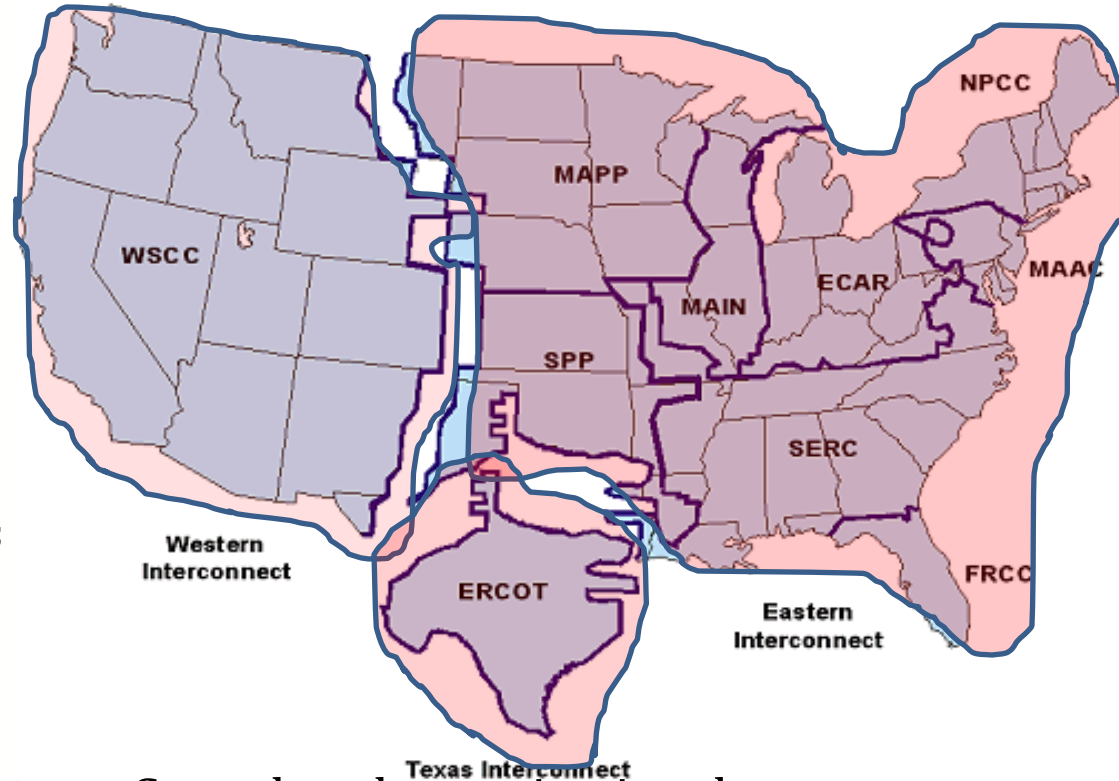 NPCC
MAPP
WSCC
MAAC
ECAR
MAIN
SPP
SERC
Western
Interconnect
FRCC
ERCOT
Eastern
Interconnect
Texas Interconnect